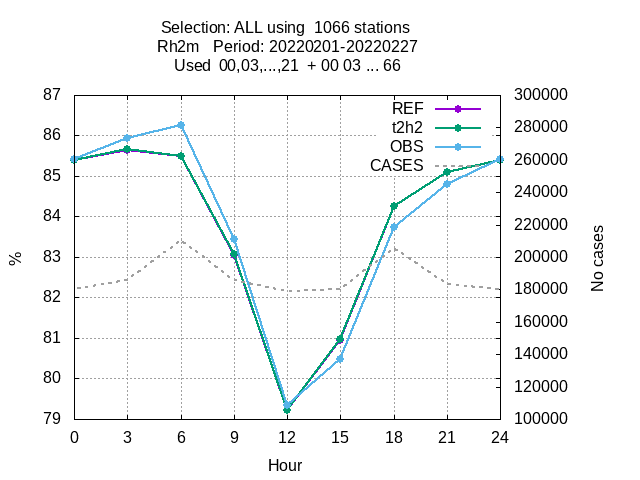 Selection: ALL using  1066 stations
Rh2m   Period: 20220201-20220227
Used  00,03,...,21  + 00 03 ... 66
87
86
85
84
83
82
81
80
79
%
300000
280000
260000
240000
220000
200000
180000
160000
140000
120000
100000
No cases
REF
t2h2
OBS
CASES
0 3 6 9 12 15 18 21 24
Hour